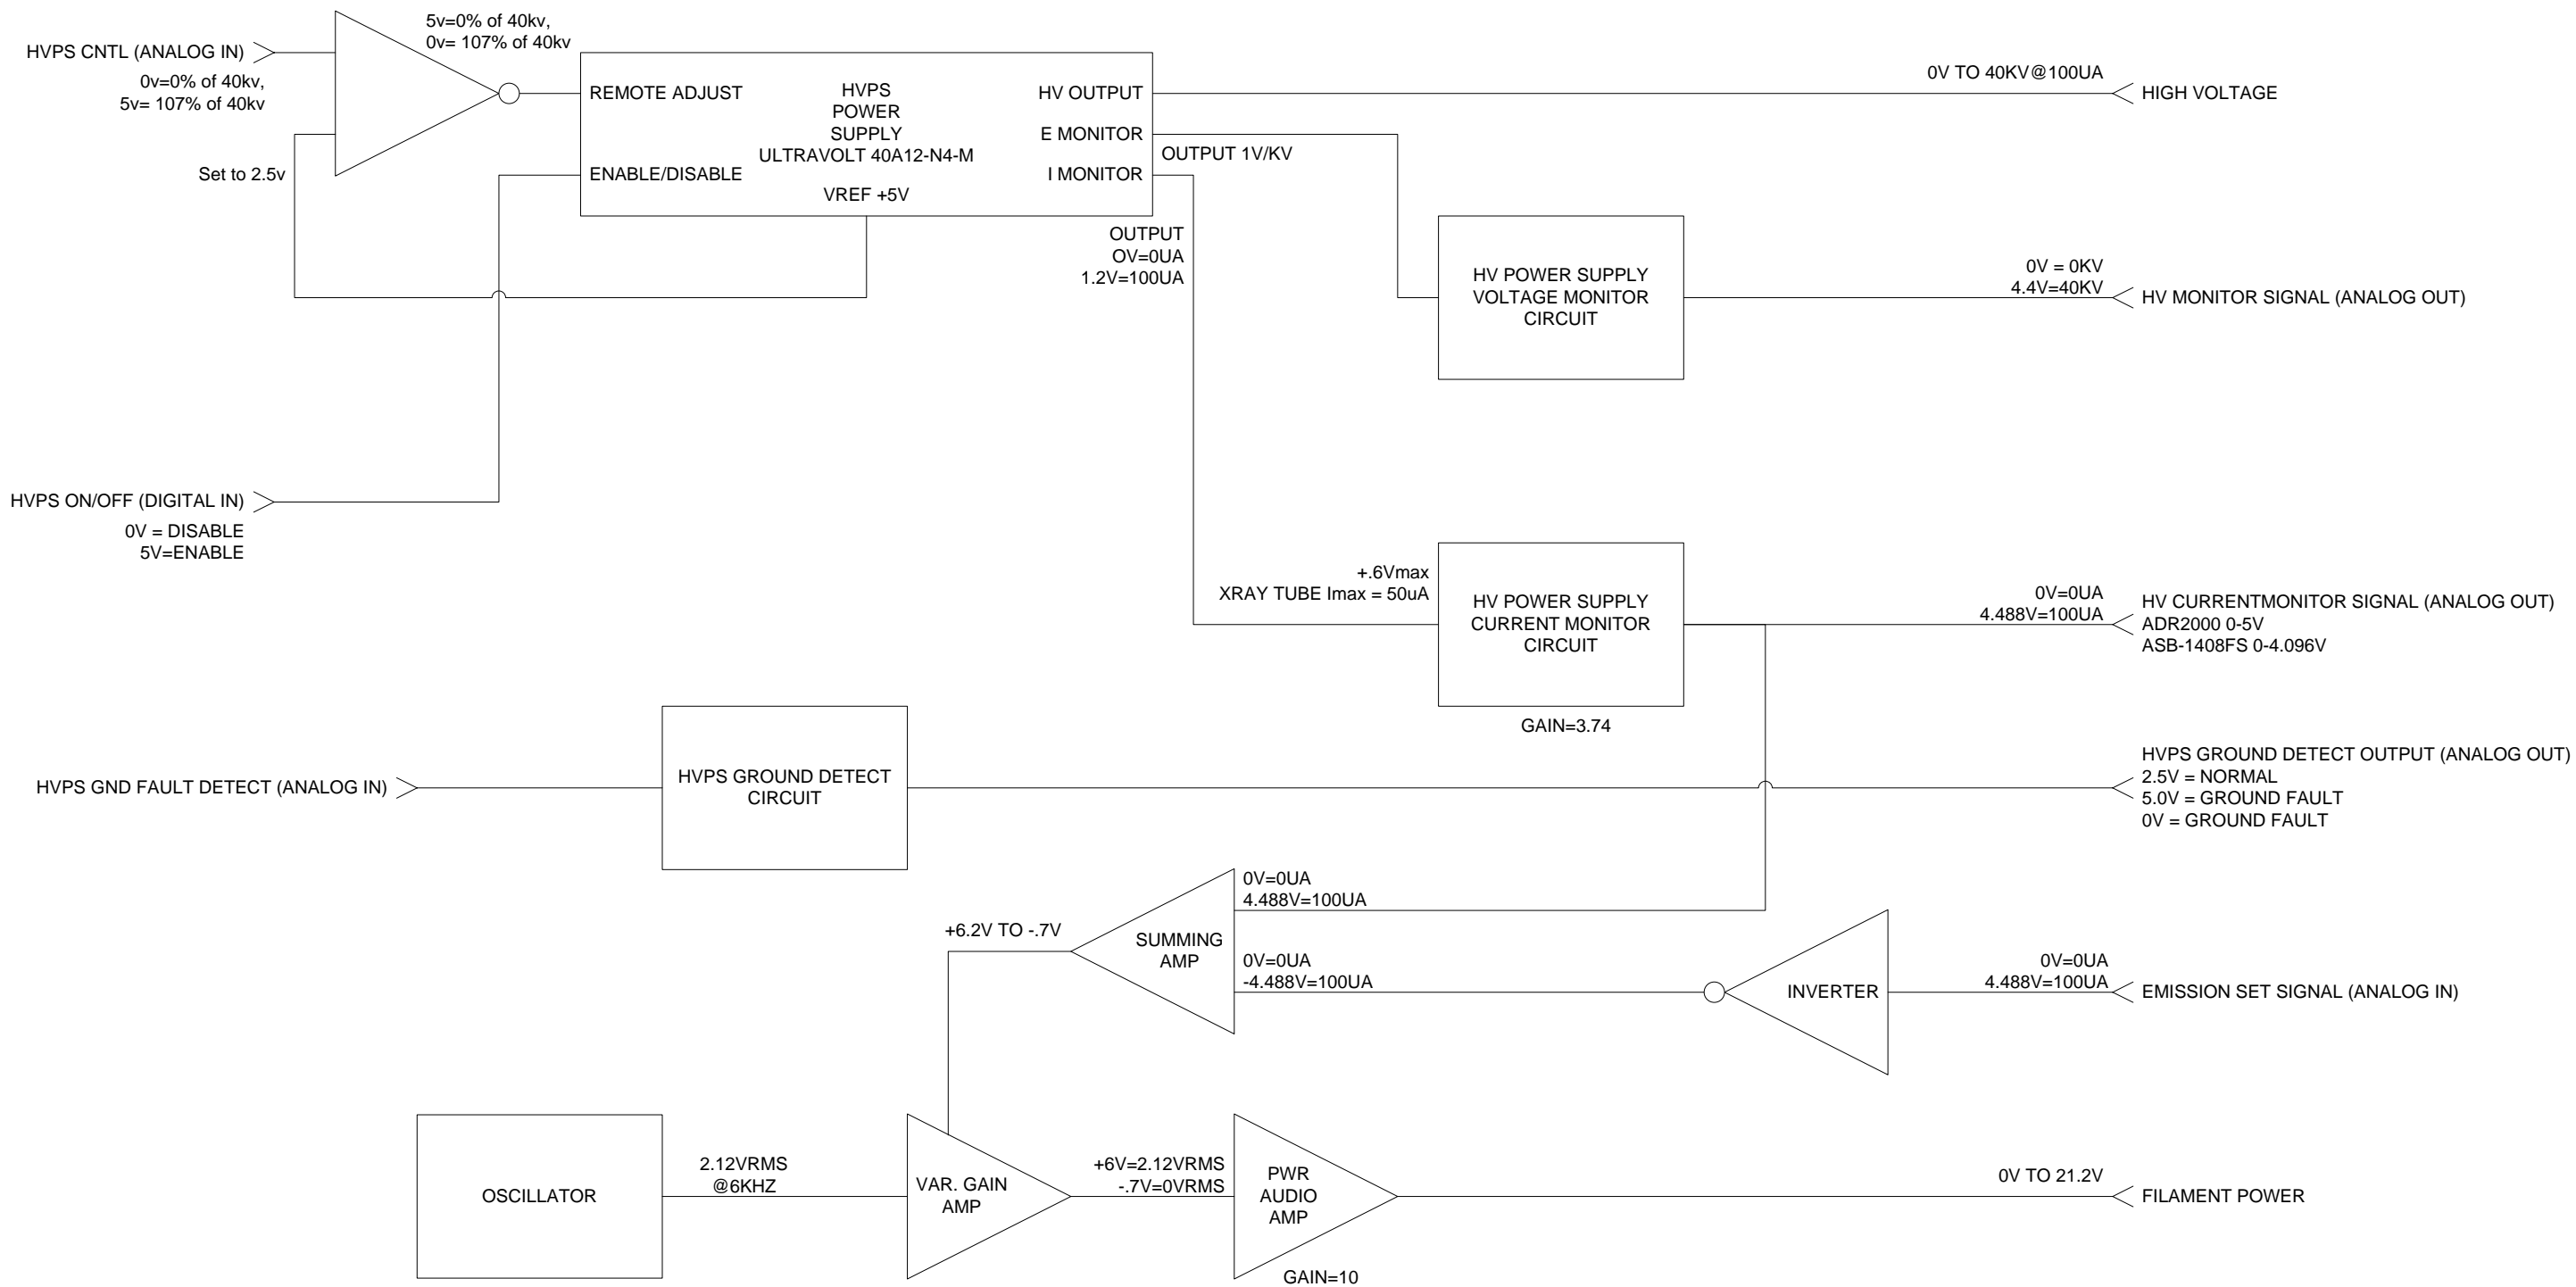 HVPS CNTL (ANALOG IN)
0v=0% of 40kv,
5v= 107% of 40kv
5v=0% of 40kv,
0v= 107% of 40kv
Set to 2.5v
REMOTE ADJUST
ENABLE/DISABLE
HVPS
POWER
SUPPLY
ULTRAVOLT 40A12-N4-M
VREF +5V
HV OUTPUT
E MONITOR
I MONITOR
OUTPUT 1V/KV
OUTPUT
OV=0UA
1.2V=100UA
0V TO 40KV@100UA
HIGH VOLTAGE
HV POWER SUPPLY
VOLTAGE MONITOR
CIRCUIT
0V = 0KV
4.4V=40KV
HV MONITOR SIGNAL (ANALOG OUT)
HVPS ON/OFF (DIGITAL IN)
0V = DISABLE
5V=ENABLE
+.6Vmax
XRAY TUBE Imax = 50uA
HV POWER SUPPLY
CURRENT MONITOR
CIRCUIT
GAIN=3.74
0V=0UA
4.488V=100UA
HV CURRENTMONITOR SIGNAL (ANALOG OUT)
ADR2000 0-5V
ASB-1408FS 0-4.096V
HVPS GND FAULT DETECT (ANALOG IN)
HVPS GROUND DETECT
CIRCUIT
HVPS GROUND DETECT OUTPUT (ANALOG OUT)
2.5V = NORMAL
5.0V = GROUND FAULT
0V = GROUND FAULT
+6.2V TO -.7V
SUMMING
AMP
0V=0UA
4.488V=100UA
0V=0UA
-4.488V=100UA
INVERTER
0V=0UA
4.488V=100UA
EMISSION SET SIGNAL (ANALOG IN)
OSCILLATOR
2.12VRMS
@6KHZ
VAR. GAIN
AMP
+6V=2.12VRMS
-.7V=0VRMS
PWR
AUDIO
AMP
GAIN=10
0V TO 21.2V
FILAMENT POWER